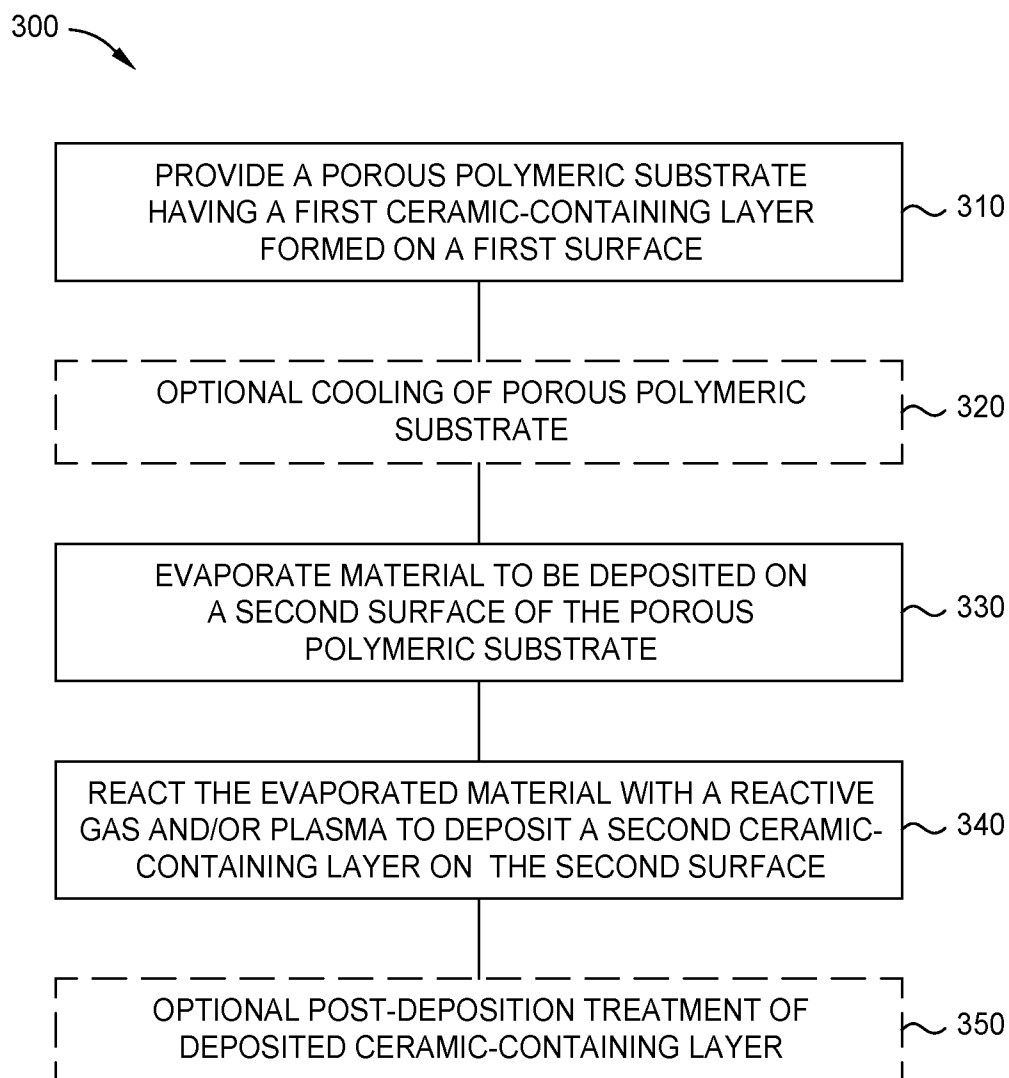 300
PROVIDE A POROUS POLYMERIC SUBSTRATE
HAVING A FIRST CERAMIC-CONTAINING LAYER
FORMED ON A FIRST SURFACE
310
OPTIONAL COOLING OF POROUS POLYMERIC
SUBSTRATE
320
EVAPORATE MATERIAL TO BE DEPOSITED ON
A SECOND SURFACE OF THE POROUS
POLYMERIC SUBSTRATE
330
REACT THE EVAPORATED MATERIAL WITH A REACTIVE
GAS AND/OR PLASMA TO DEPOSIT A SECOND CERAMIC-
CONTAINING LAYER ON THE SECOND SURFACE
340
OPTIONAL POST-DEPOSITION TREATMENT OF
DEPOSITED CERAMIC-CONTAINING LAYER
350